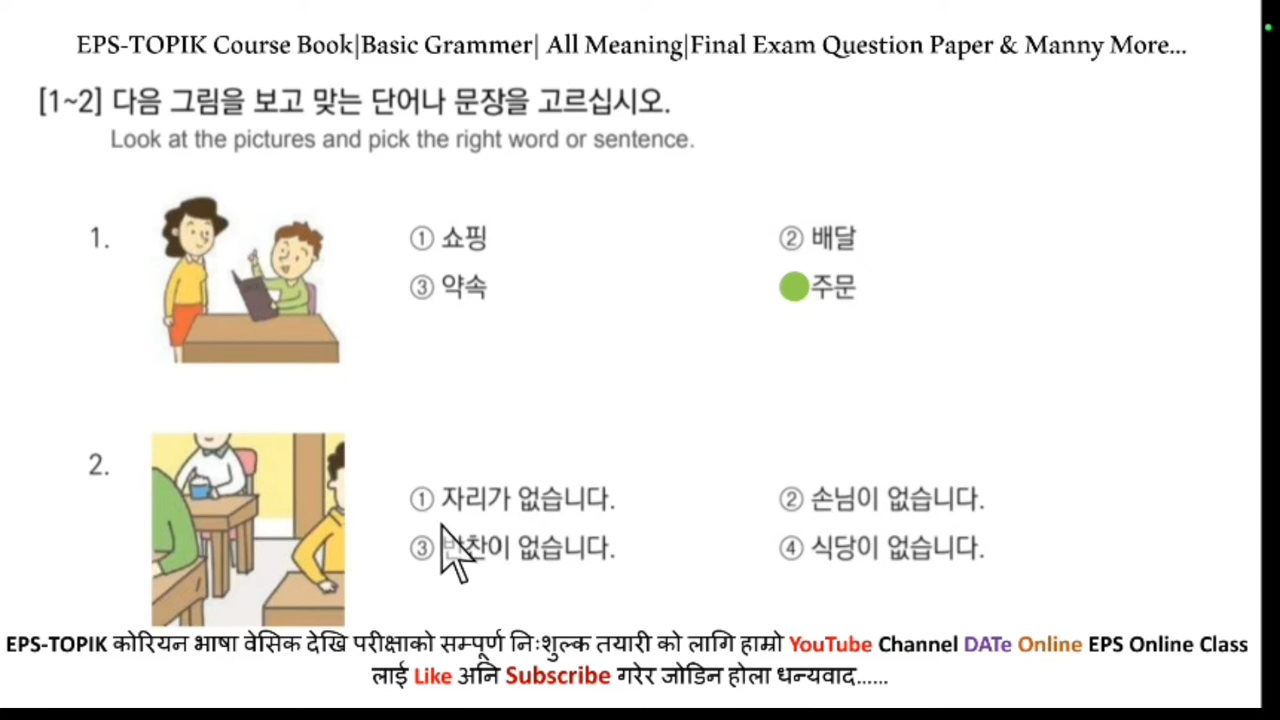 EPS-TOPIK Course Book|Basic Grammer| All Meaning|Final Exam Question Paper & Manny More...
[1~2] 다음 그림을 보고 맞는 단어나 문장을 고르십시오.
Look at the pictures and pick the right word or sentence.
1.
① 쇼핑 ② 배달
③ 약속 주문
2.
① 자리가 없습니다. ② 손님이 없습니다.
③ 반찬이 없습니다. ④ 식당이 없습니다.
EPS-TOPIK कोरियन भाषा वेसिक देखि परीक्षाको सम्पूर्ण निःशुल्क तयारी को लागि हाम्रो YouTube Channel DATe Online EPS Online Class
लाई Like अनि Subscribe गरेर जोडिन होला धन्यवाद......